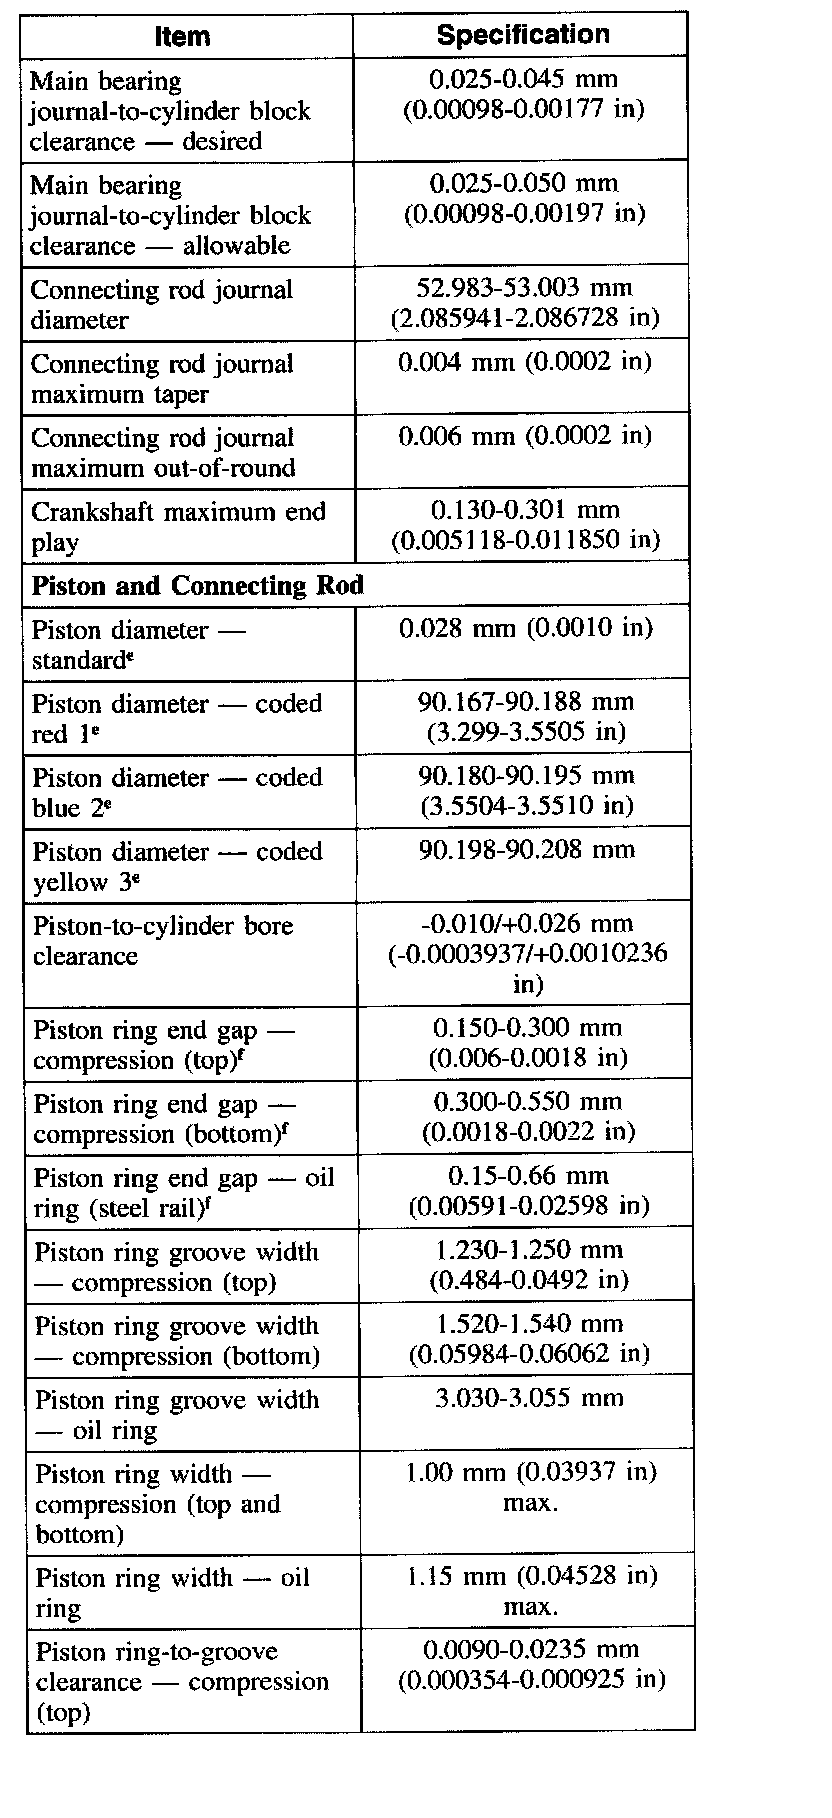 Item
Specification
Main bearing
journal-to-cylinder block
clearance — desired
0.025-0.045 mm
(0.00098-0.00177 in)
Main bearing
journal-to-cylinder block
clearance — allowable
0.025-0.050 mm
(0.00098-0.00197 in)
Connecting rod journal
diameter
52.983-53.003 mm
(2.085941-2.086728 in)
Connecting rod journal
maximum taper
0.004 mm (0.0002 in)
Connecting rod journal
maximum out-of-round
0.006 mm (0.0002 in)
Crankshaft maximum end
play
0.130-0.301 mm
(0.005118-0.011850 in)
Piston and Connecting Rod
Piston diameter —
standardᵉ
0.028 mm (0.0010 in)
Piston diameter — coded
red 1ᵉ
90.167-90.188 mm
(3.299-3.5505 in)
Piston diameter — coded
blue 2ᵉ
90.180-90.195 mm
(3.5504-3.5510 in)
Piston diameter — coded
yellow 3ᵉ
90.198-90.208 mm
Piston-to-cylinder bore
clearance
-0.010/+0.026 mm
(-0.0003937/+0.0010236
in)
Piston ring end gap —
compression (top)ᶠ
0.150-0.300 mm
(0.006-0.0018 in)
Piston ring end gap —
compression (bottom)ᶠ
0.300-0.550 mm
(0.0018-0.0022 in)
Piston ring end gap — oil
ring (steel rail)ᶠ
0.15-0.66 mm
(0.00591-0.02598 in)
Piston ring groove width
— compression (top)
1.230-1.250 mm
(0.484-0.0492 in)
Piston ring groove width
— compression (bottom)
1.520-1.540 mm
(0.05984-0.06062 in)
Piston ring groove width
— oil ring
3.030-3.055 mm
Piston ring width —
compression (top and
bottom)
1.00 mm (0.03937 in)
max.
Piston ring width — oil
ring
1.15 mm (0.04528 in)
max.
Piston ring-to-groove
clearance — compression
(top)
0.0090-0.0235 mm
(0.000354-0.000925 in)